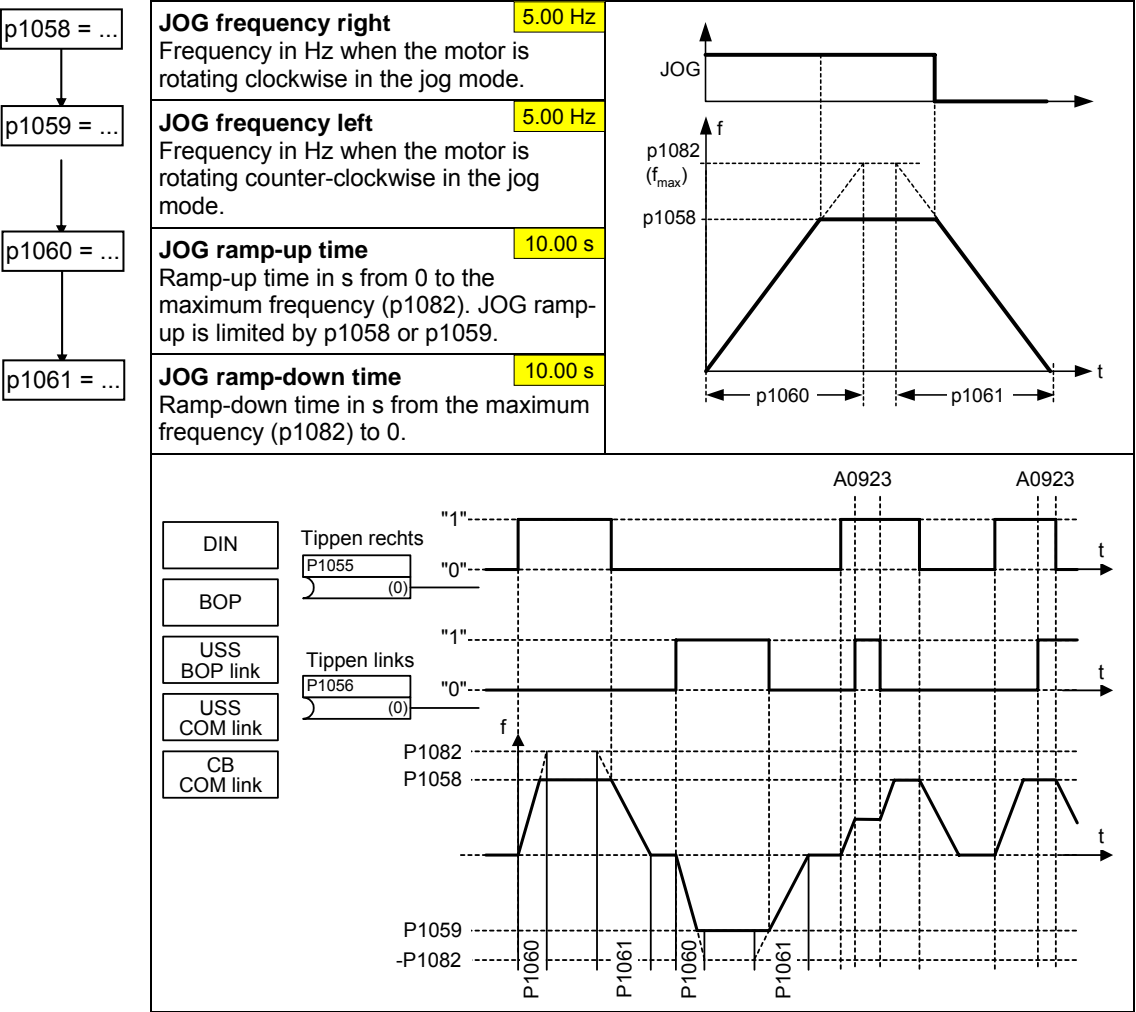 p1058 = ...
p1059 = ...
p1060 = ...
p1061 = ...
JOG frequency right
5.00 Hz
Frequency in Hz when the motor is
rotating clockwise in the jog mode.
JOG frequency left
5.00 Hz
Frequency in Hz when the motor is
rotating counter-clockwise in the jog
mode.
JOG ramp-up time
10.00 s
Ramp-up time in s from 0 to the
maximum frequency (p1082). JOG ramp-
up is limited by p1058 or p1059.
JOG ramp-down time
10.00 s
Ramp-down time in s from the maximum
frequency (p1082) to 0.
JOG
f
p1082
(fmax)
p1058
t
p1060
p1061
A0923
A0923
DIN
BOP
USS
BOP link
USS
COM link
CB
COM link
Tippen rechts
P1055
(0)
"1"
"0"
t
Tippen links
P1056
(0)
"1"
"0"
t
f
P1082
P1058
t
P1059
-P1082
P1060
P1061
P1060
P1061